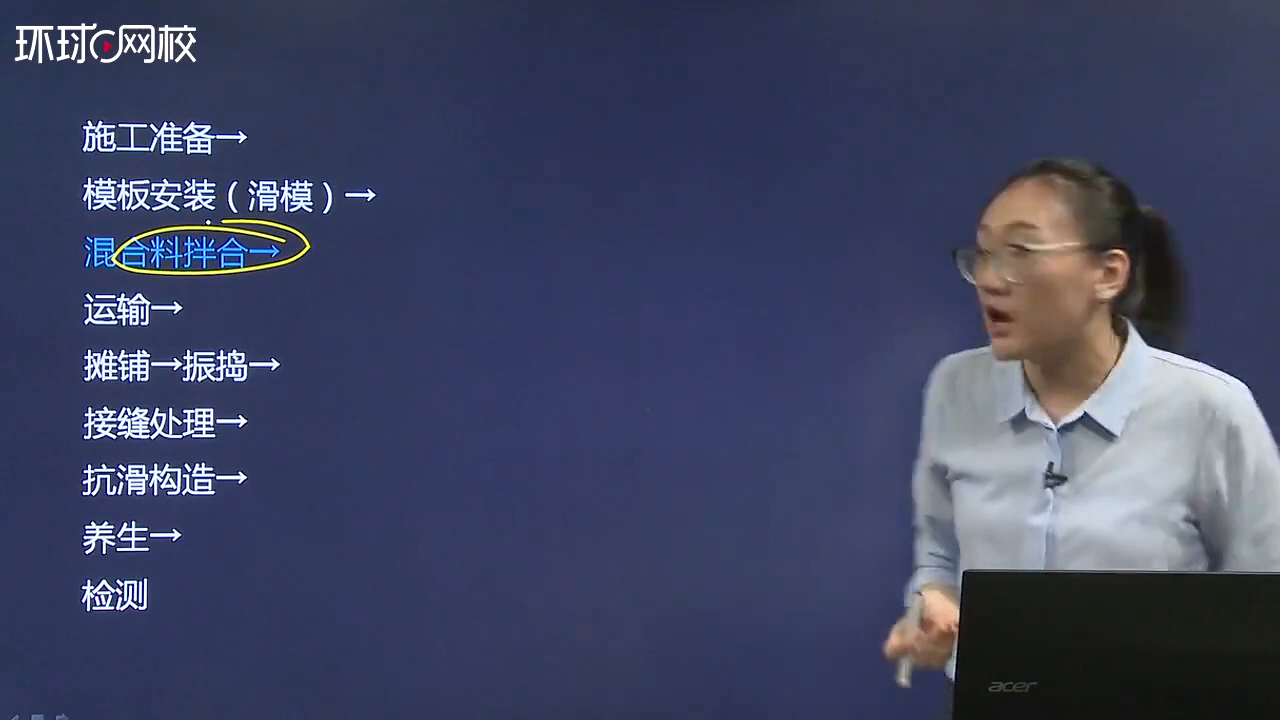 环球网校
施工准备→
模板安装（滑模）→
混合料拌合→
运输→
摊铺→振捣→
接缝处理→
抗滑构造→
养生→
检测
acer